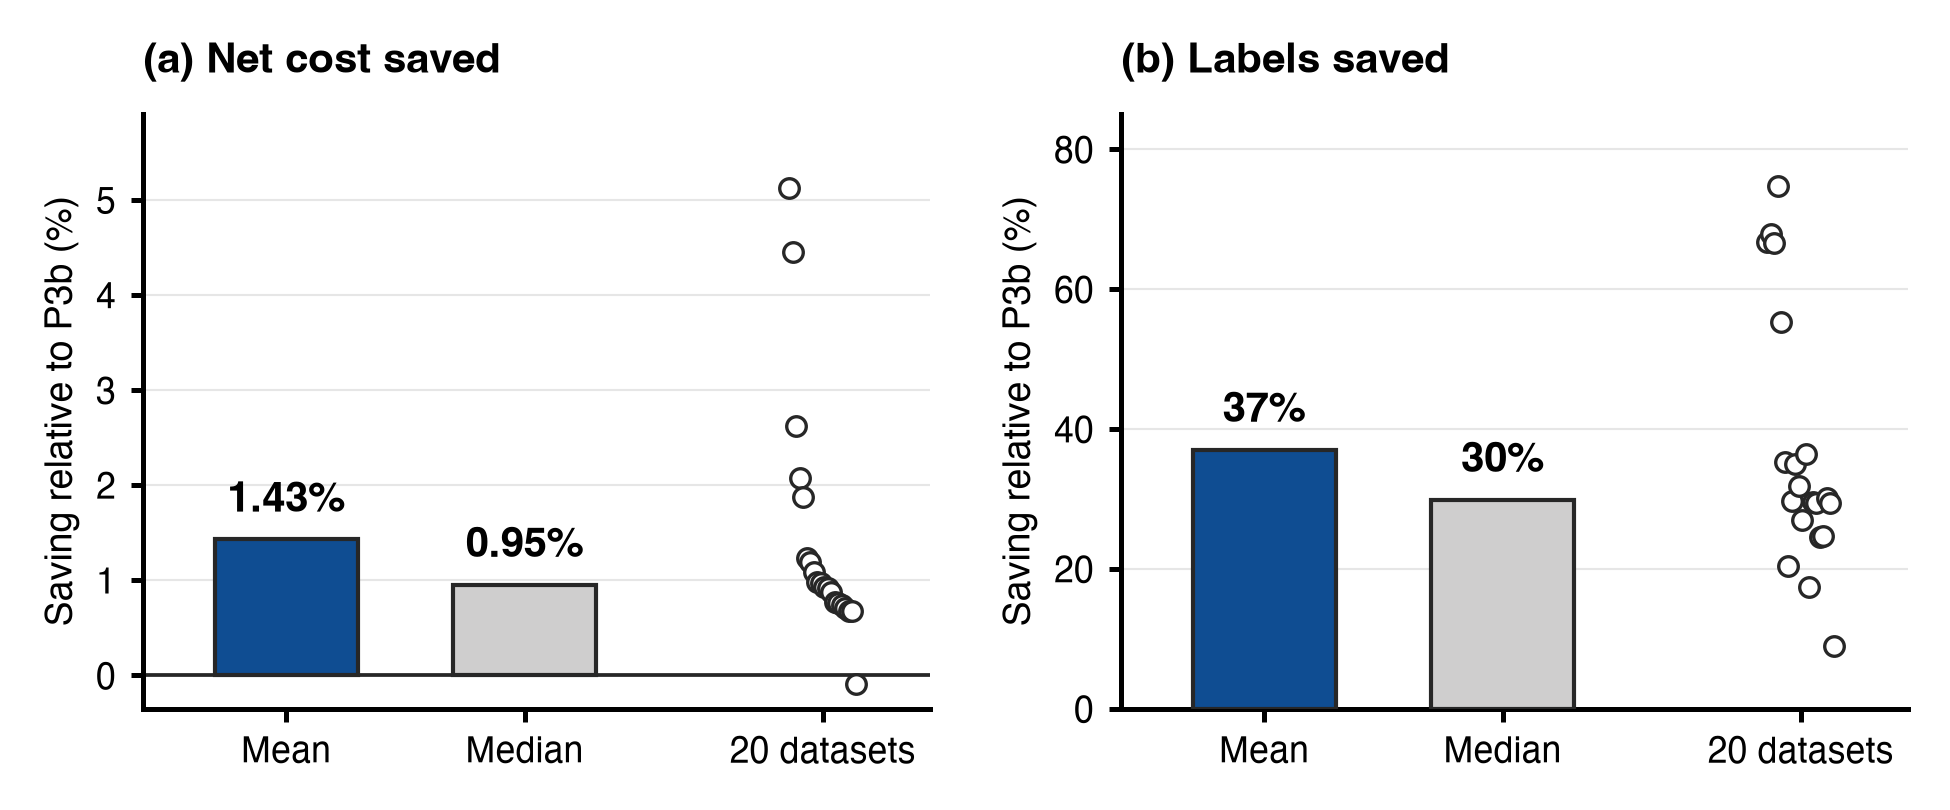 (a) Net cost saved
Saving relative to P3b (%)
5
4
3
2
1
0
1.43%
0.95%
Mean
Median
20 datasets
(b) Labels saved
Saving relative to P3b (%)
80
60
40
20
0
37%
30%
Mean
Median
20 datasets